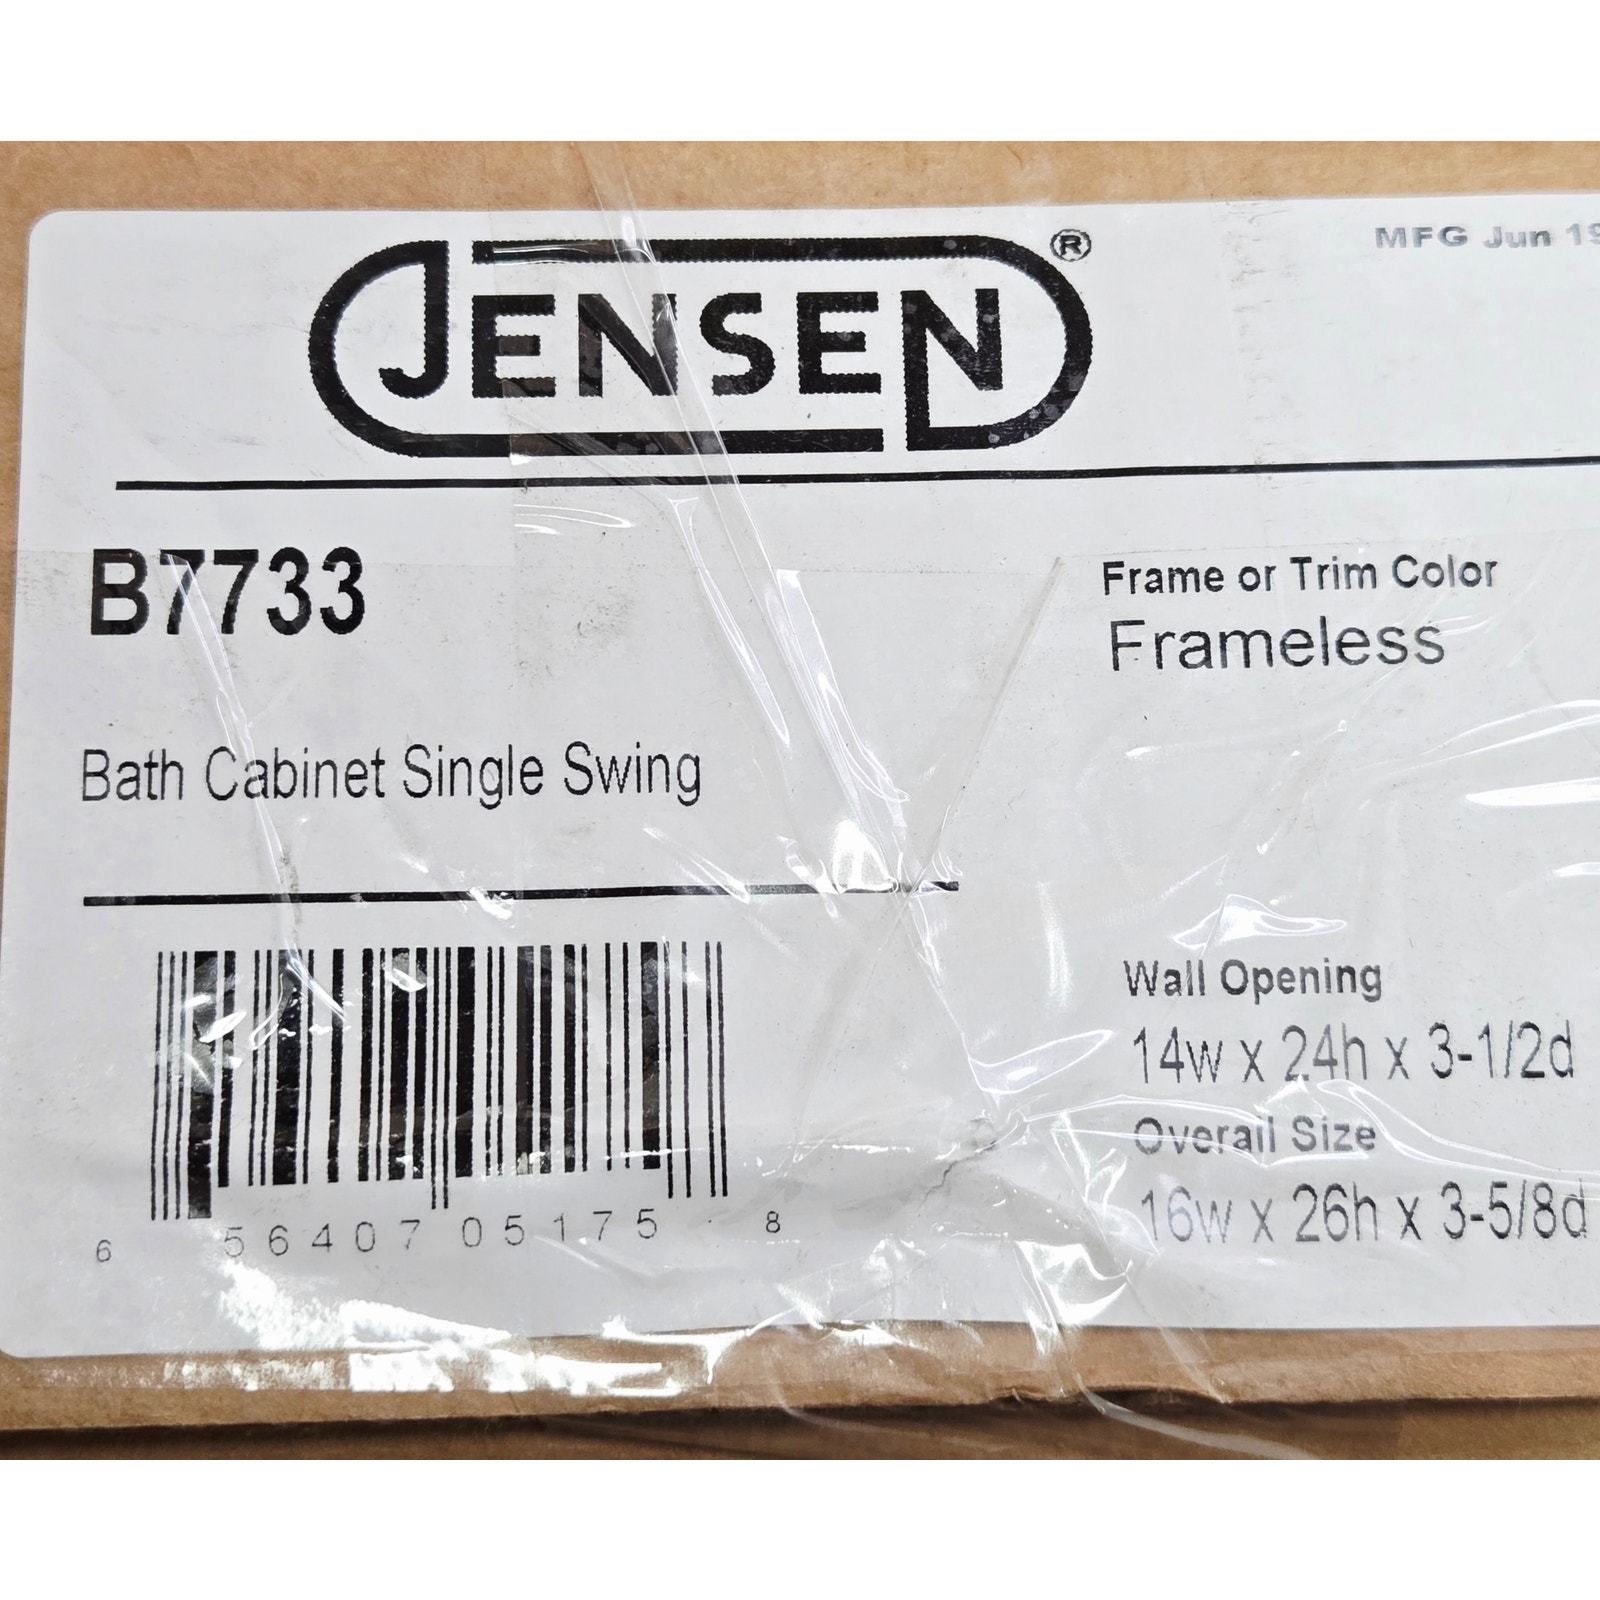 JENSEN®
MFG Jun 19
B7733
Frame or Trim Color
Frameless
Bath Cabinet Single Swing
Wall Opening
14w x 24h x 3-1/2d
Overall Size
16w x 26h x 3-5/8d
6 56407 05175 8